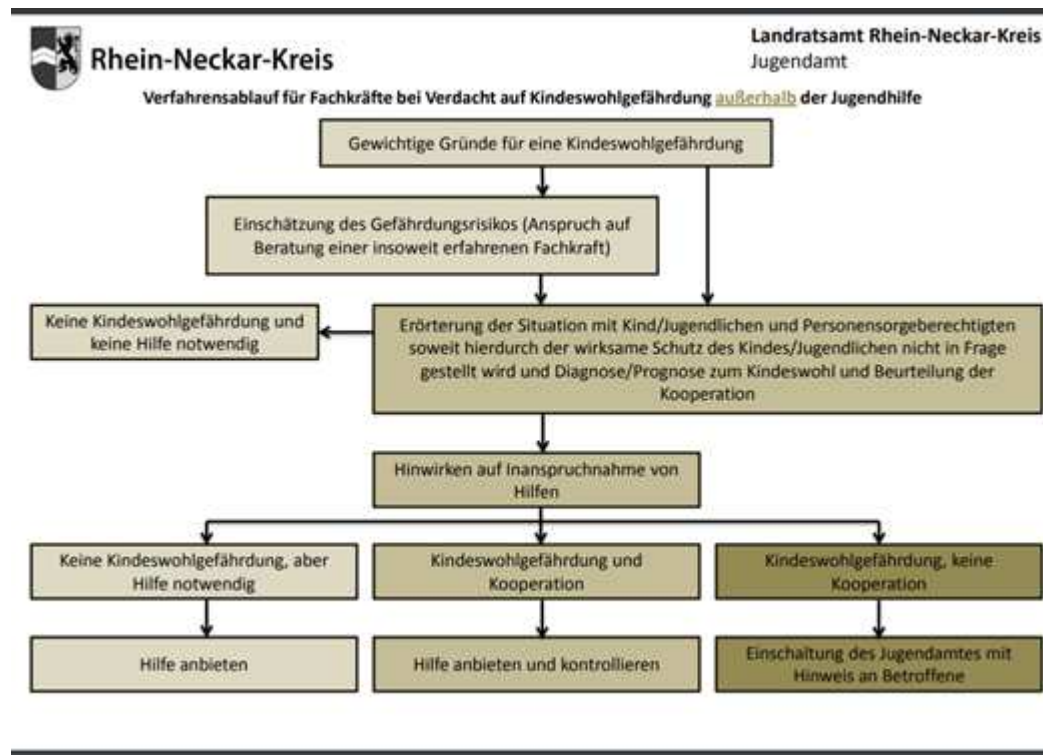 Rhein-Neckar-Kreis
Landratsamt Rhein-Neckar-Kreis
Jugendamt
Verfahrensablauf für Fachkräfte bei Verdacht auf Kindeswohlgefährdung außerhalb der Jugendhilfe
Gewichtige Gründe für eine Kindeswohlgefährdung
Einschätzung des Gefährdungsrisikos (Anspruch auf
Beratung einer insoweit erfahrenen Fachkraft)
Keine Kindeswohlgefährdung und
keine Hilfe notwendig
Erörterung der Situation mit Kind/Jugendlichen und Personensorgeberechtigten
soweit hierdurch der wirksame Schutz des Kindes/Jugendlichen nicht in Frage
gestellt wird und Diagnose/Prognose zum Kindeswohl und Beurteilung der
Kooperation
Hinwirken auf Inanspruchnahme von
Hilfen
Keine Kindeswohlgefährdung, aber
Hilfe notwendig
Kindeswohlgefährdung und
Kooperation
Kindeswohlgefährdung, keine
Kooperation
Hilfe anbieten
Hilfe anbieten und kontrollieren
Einschaltung des Jugendamtes mit
Hinweis an Betroffene